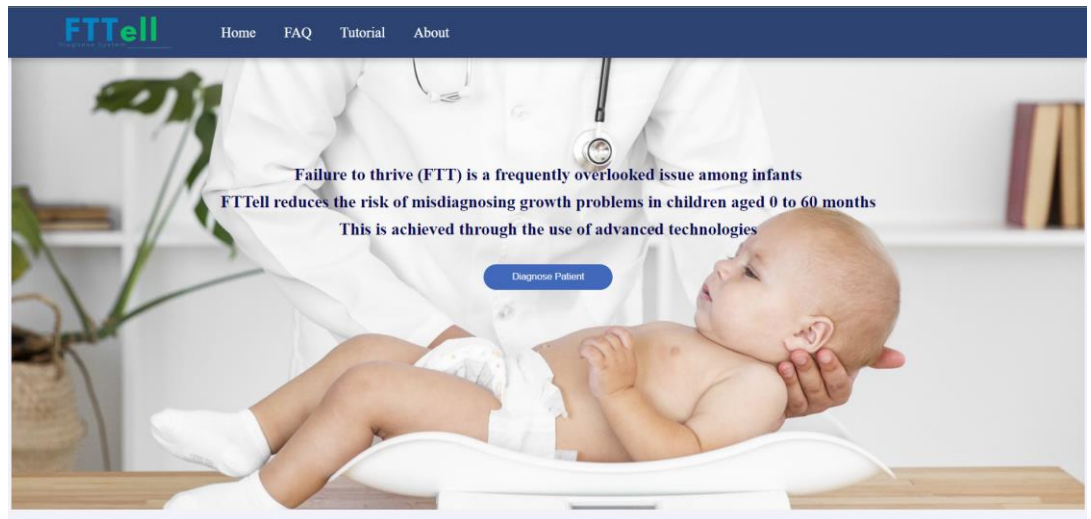 FTTell
Diagnose System
Home FAQ Tutorial About
Failure to thrive (FTT) is a frequently overlooked issue among infants
FTTell reduces the risk of misdiagnosing growth problems in children aged 0 to 60 months
This is achieved through the use of advanced technologies
Diagnose Patient